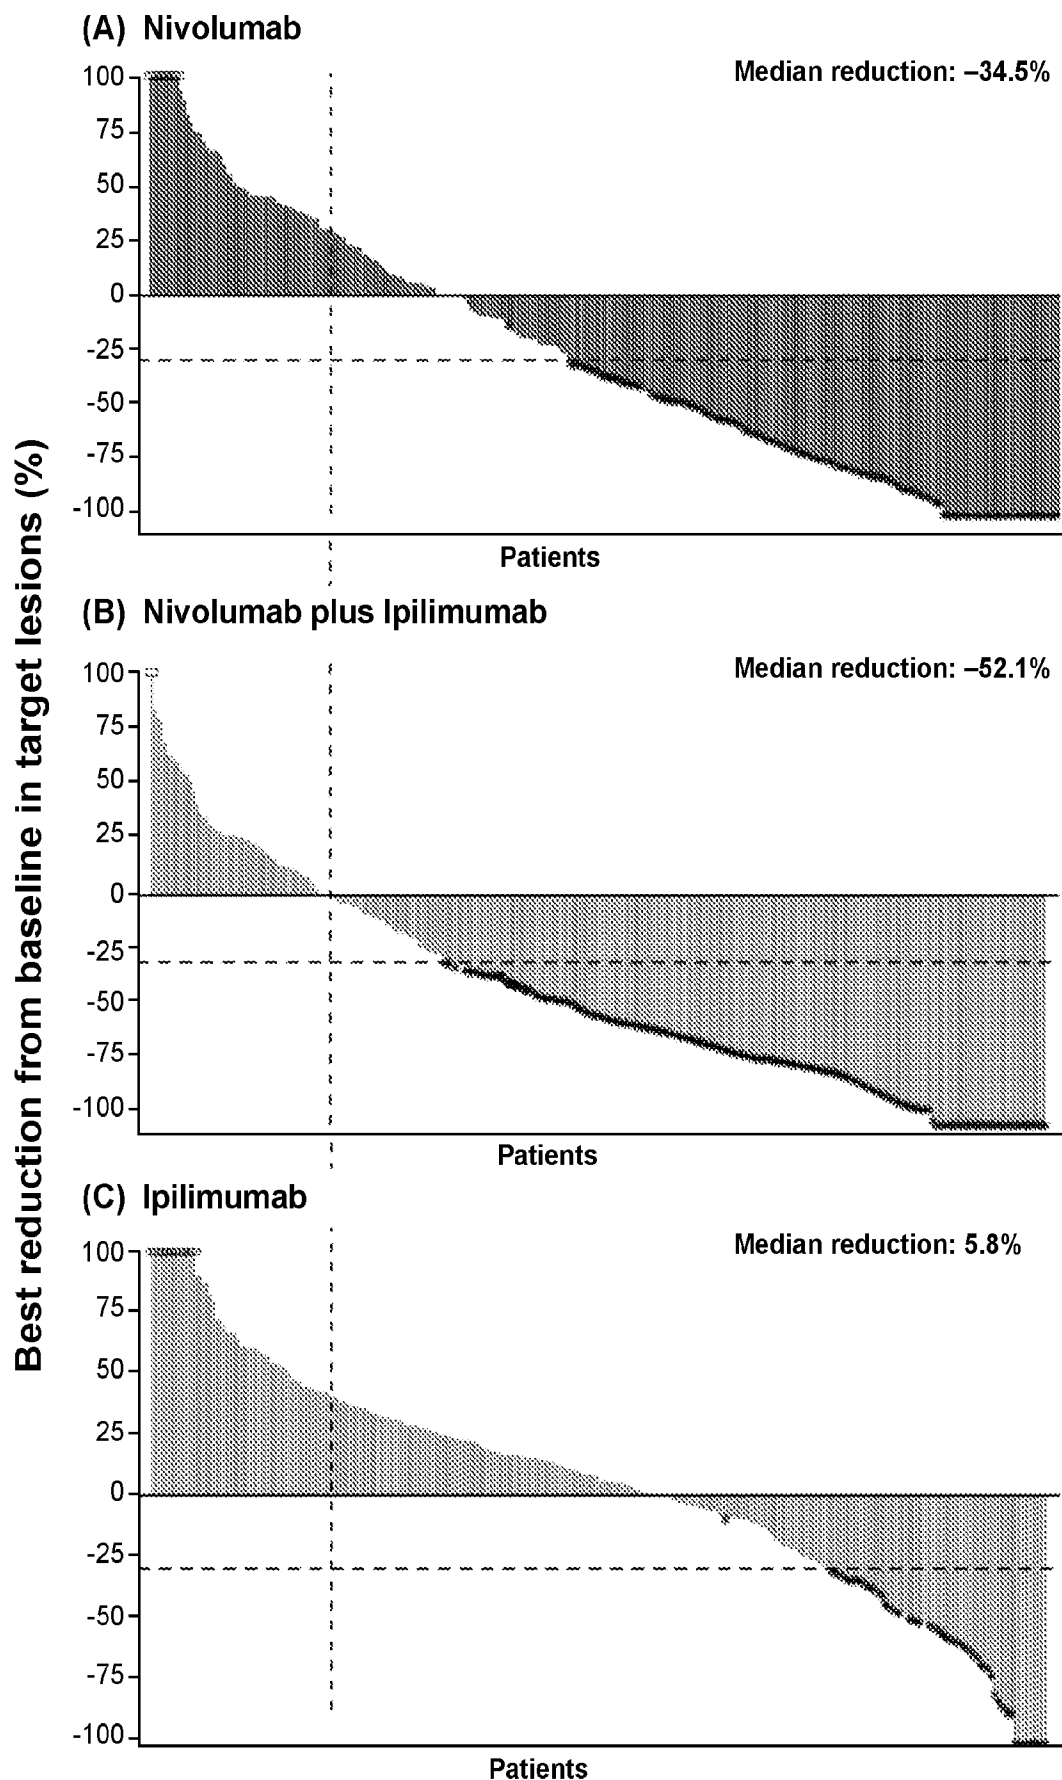 Best reduction from baseline in target lesions (%)
(A) Nivolumab
Median reduction: –34.5%
100
75
50
25
0
-25
-50
-75
-100
Patients
(B) Nivolumab plus Ipilimumab
Median reduction: –52.1%
100
75
50
25
0
-25
-50
-75
-100
Patients
(C) Ipilimumab
Median reduction: 5.8%
100
75
50
25
0
-25
-50
-75
-100
Patients